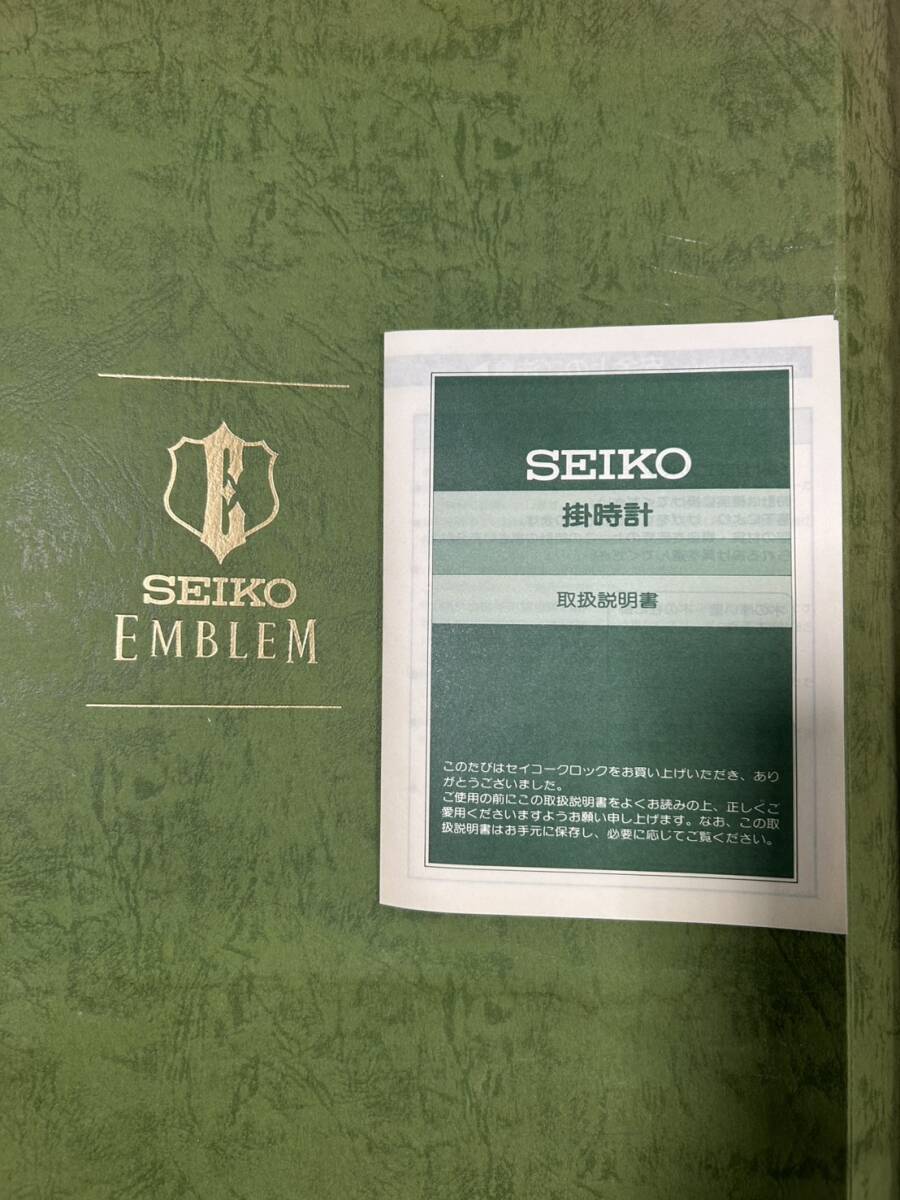 E
SEIKO
EMBLEM
SEIKO
掛時計
取扱説明書
このたびはセイコークロックをお買い上げいただき、あり
がとうございました。
ご使用の前にこの取扱説明書をよくお読みの上、正しくご
愛用くださいますようお願い申し上げます。なお、この取
扱説明書はお手元に保存し、必要に応じてご覧ください。